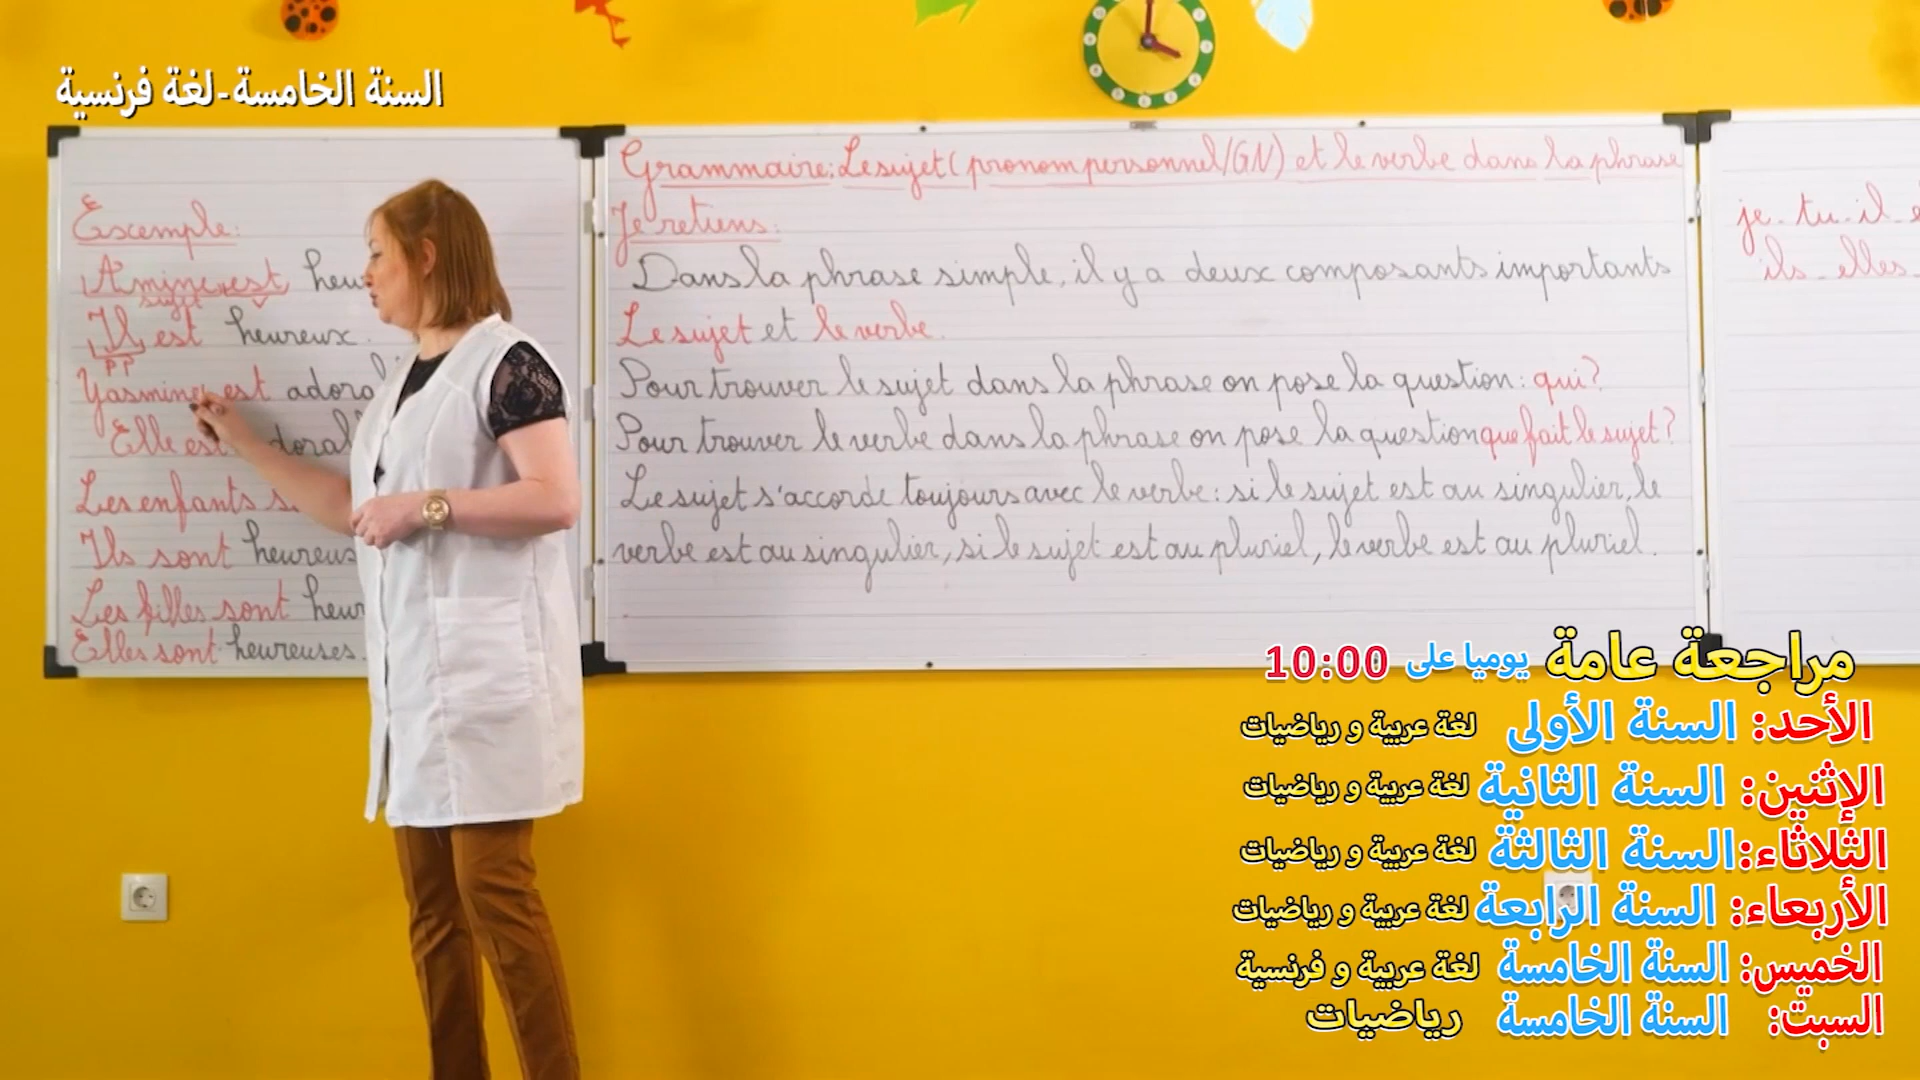 السنة الخامسة - لغة فرنسية
Exemple:
Amine est
sujet v
Il est heureux.
PP
Yasmine est
Elle est
Les enfants
Ils sont
Les filles sont
Elles sont heureuses.
Grammaire: Le sujet ( pronom personnel/GN) et le verbe dans la phrase
Je retiens:
Dans la phrase simple, il y a deux composants importants
Le sujet et le verbe.
Pour trouver le sujet dans la phrase on pose la question: qui?
Pour trouver le verbe dans la phrase on pose la question que fait le sujet?
Le sujet s'accorde toujours avec le verbe: si le sujet est au singulier, le
verbe est au singulier, si le sujet est au pluriel, le verbe est au pluriel.
je - tu - il -
ils - elles -
مراجعة عامة يوميا على 10:00
الأحد: السنة الأولى لغة عربية و رياضيات
الإثنين: السنة الثانية لغة عربية و رياضيات
الثلاثاء: السنة الثالثة لغة عربية و رياضيات
الأربعاء: السنة الرابعة لغة عربية و رياضيات
الخميس: السنة الخامسة لغة عربية و فرنسية
السبت: السنة الخامسة رياضيات